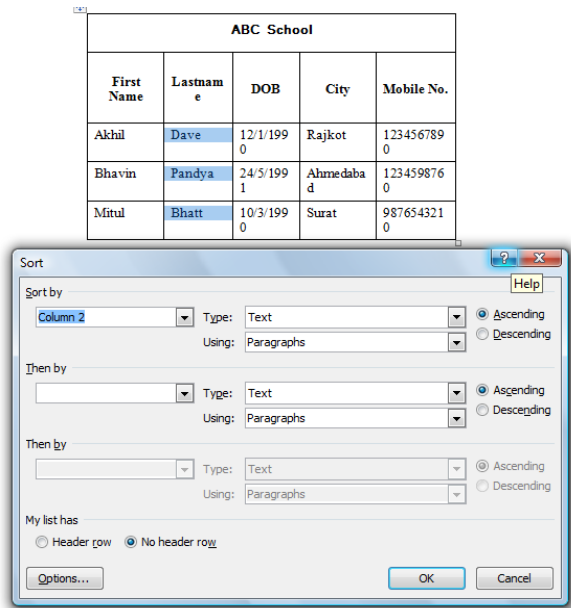 ABC School
First Name Lastnam e DOB City Mobile No.
Akhil Dave 12/1/199 0 Rajkot 123456789 0
Bhavin Pandya 24/5/199 1 Ahmedaba d 123459876 0
Mitul Bhatt 10/3/199 0 Surat 987654321 0
Sort
?
X
Help
Sort by
Column 2 Type: Text Ascending
Using: Paragraphs Descending
Then by
Type: Text Ascending
Using: Paragraphs Descending
Then by
Type: Text Ascending
Using: Paragraphs Descending
My list has
Header row No header row
Options... OK Cancel